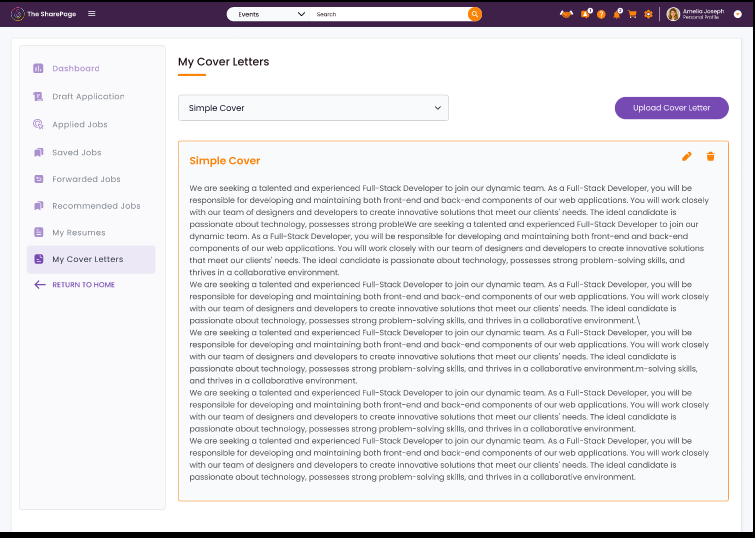 The SharePage
Events
Search
1
2
Amelia Joseph
Personal Profile
Dashboard
Draft Application
Applied Jobs
Saved Jobs
Forwarded Jobs
Recommended Jobs
My Resumes
My Cover Letters
RETURN TO HOME
My Cover Letters
Simple Cover
Upload Cover Letter
Simple Cover
We are seeking a talented and experienced Full-Stack Developer to join our dynamic team. As a Full-Stack Developer, you will be
responsible for developing and maintaining both front-end and back-end components of our web applications. You will work closely
with our team of designers and developers to create innovative solutions that meet our clients' needs. The ideal candidate is
passionate about technology, possesses strong probleWe are seeking a talented and experienced Full-Stack Developer to join our
dynamic team. As a Full-Stack Developer, you will be responsible for developing and maintaining both front-end and back-end
components of our web applications. You will work closely with our team of designers and developers to create innovative solutions
that meet our clients' needs. The ideal candidate is passionate about technology, possesses strong problem-solving skills, and
thrives in a collaborative environment.
We are seeking a talented and experienced Full-Stack Developer to join our dynamic team. As a Full-Stack Developer, you will be
responsible for developing and maintaining both front-end and back-end components of our web applications. You will work closely
with our team of designers and developers to create innovative solutions that meet our clients' needs. The ideal candidate is
passionate about technology, possesses strong problem-solving skills, and thrives in a collaborative environment.\
We are seeking a talented and experienced Full-Stack Developer to join our dynamic team. As a Full-Stack Developer, you will be
responsible for developing and maintaining both front-end and back-end components of our web applications. You will work closely
with our team of designers and developers to create innovative solutions that meet our clients' needs. The ideal candidate is
passionate about technology, possesses strong problem-solving skills, and thrives in a collaborative environment.m-solving skills,
and thrives in a collaborative environment.
We are seeking a talented and experienced Full-Stack Developer to join our dynamic team. As a Full-Stack Developer, you will be
responsible for developing and maintaining both front-end and back-end components of our web applications. You will work closely
with our team of designers and developers to create innovative solutions that meet our clients' needs. The ideal candidate is
passionate about technology, possesses strong problem-solving skills, and thrives in a collaborative environment.
We are seeking a talented and experienced Full-Stack Developer to join our dynamic team. As a Full-Stack Developer, you will be
responsible for developing and maintaining both front-end and back-end components of our web applications. You will work closely
with our team of designers and developers to create innovative solutions that meet our clients' needs. The ideal candidate is
passionate about technology, possesses strong problem-solving skills, and thrives in a collaborative environment.